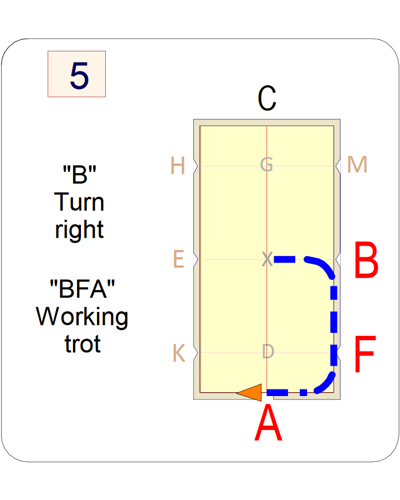 5
C
"B"
Turn
right
"BFA"
Working
trot
H G M
E X B
K D F
A